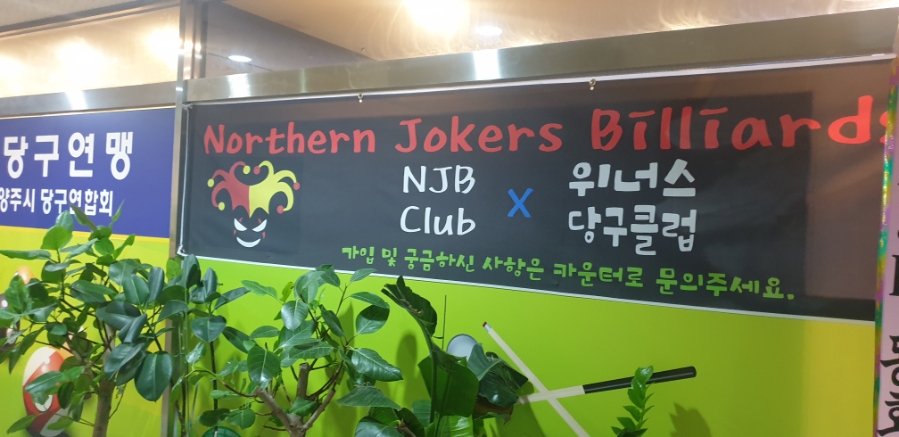 당구연맹
양주시 당구연합회
Northern Jokers Billiards
NJB Club X 위너스 당구클럽
가입 및 궁금하신 사항은 카운터로 문의주세요.